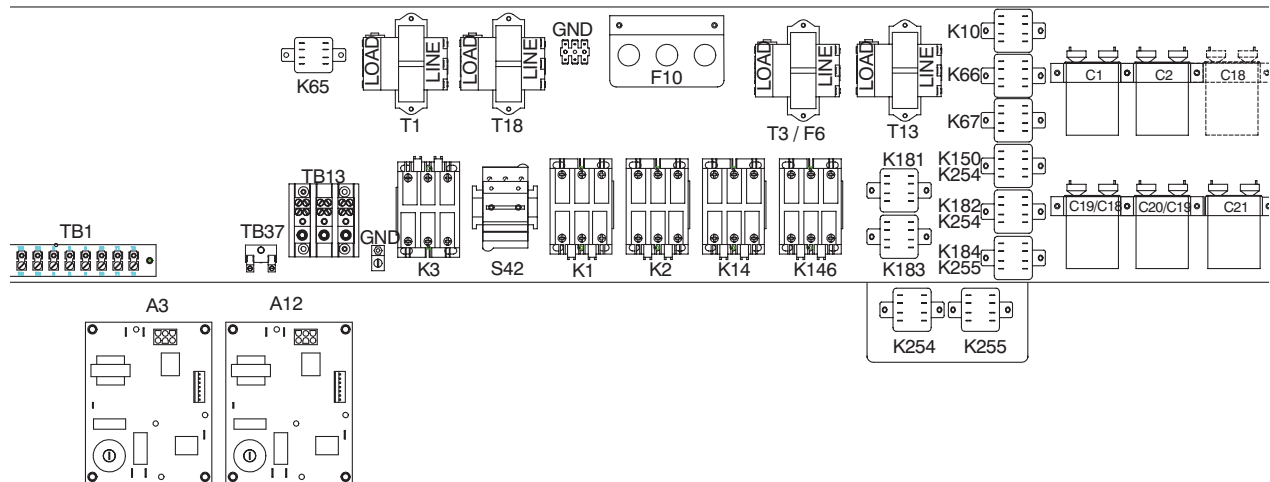 K65
LOAD
LINE
T1
LOAD
LINE
T18
GND
F10
LOAD
LINE
T3 / F6
LOAD
LINE
T13
K10
K66
K67
C1
C2
C18
TB1
TB37
TB13
GND
K3
S42
K1
K2
K14
K146
K181
K183
K150
K254
K182
K254
K184
K255
C19/C18
C20/C19
C21
K254
K255
A3
A12